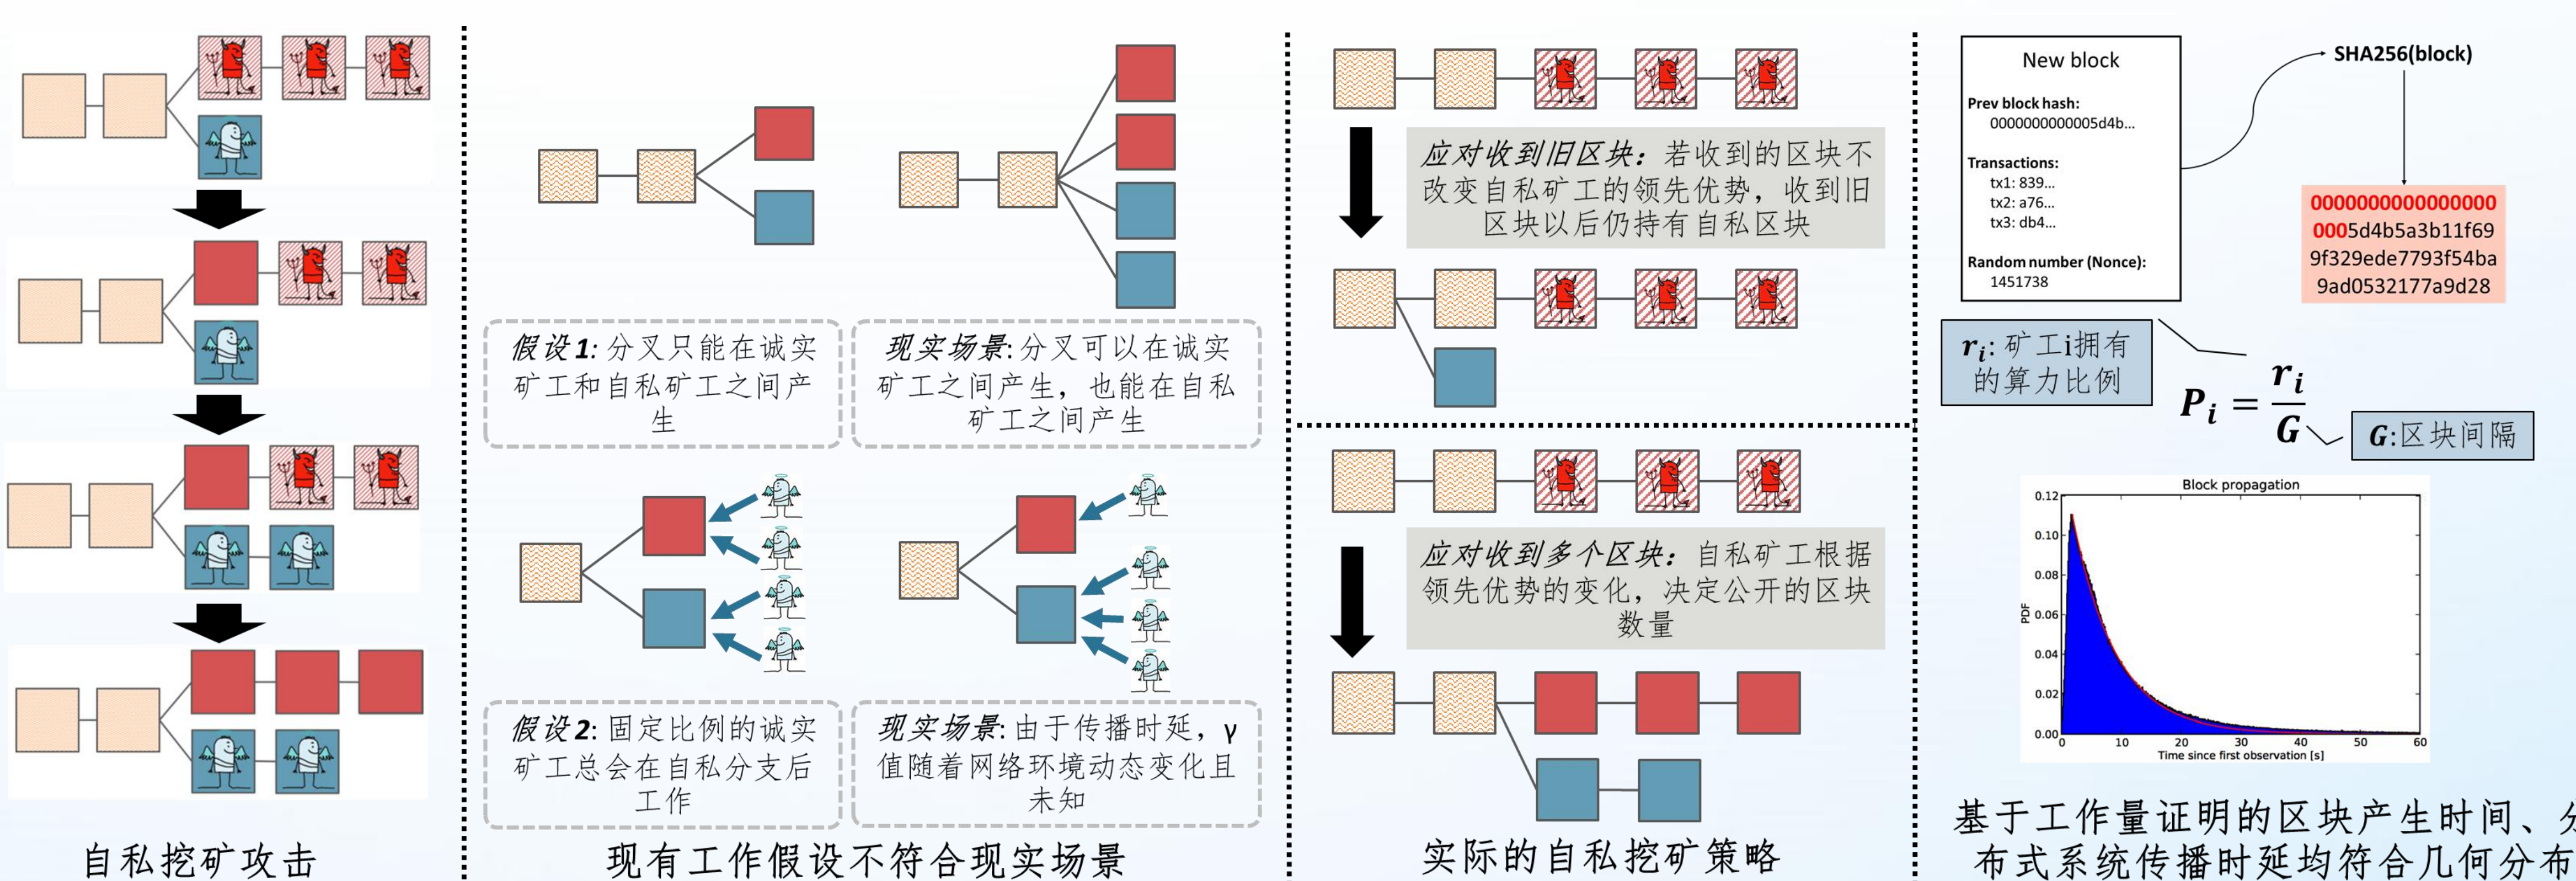 自私挖矿攻击
假设1: 分叉只能在诚实
矿工和自私矿工之间产
生
现实场景: 分叉可以在诚实
矿工之间产生，也能在自私
矿工之间产生
假设2: 固定比例的诚实
矿工总会在自私分支后
工作
现实场景: 由于传播时延，γ
值随着网络环境动态变化且
未知
现有工作假设不符合现实场景
应对收到旧区块：若收到的区块不
改变自私矿工的领先优势，收到旧
区块以后仍持有自私区块
应对收到多个区块：自私矿工根据
领先优势的变化，决定公开的区块
数量
实际的自私挖矿策略
New block
Prev block hash:
0000000000005d4b...
Transactions:
tx1: 839...
tx2: a76...
tx3: db4...
Random number (Nonce):
1451738
SHA256(block)
0000000000000000
0005d4b5a3b11f69
9f329ede7793f54ba
9ad0532177a9d28
r_i: 矿工i拥有
的算力比例
P_i = r_i / G
G:区块间隔
Block propagation
PDF
0.12
0.10
0.08
0.06
0.04
0.02
0.00
0 10 20 30 40 50 60
Time since first observation [s]
基于工作量证明的区块产生时间、分
布式系统传播时延均符合几何分布